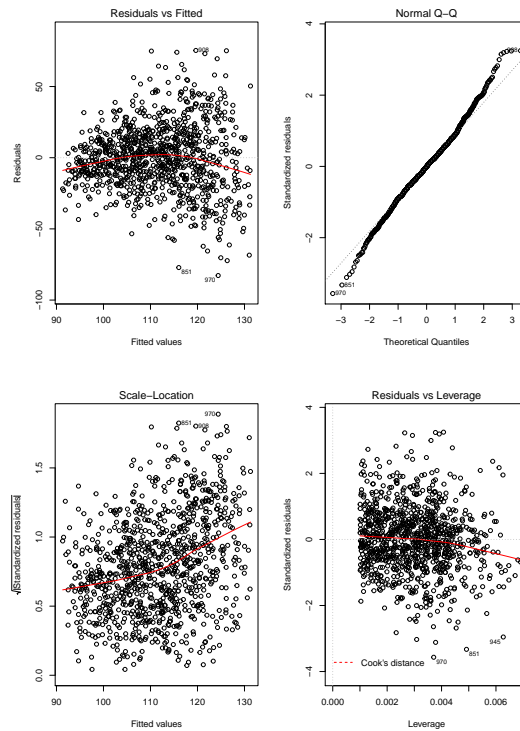 Residuals vs Fitted
Residuals
50
0
−50
−100
908
851
970
90 100 110 120 130
Fitted values
Normal Q−Q
Standardized residuals
4
2
0
−2
851
970
−3 −2 −1 0 1 2 3
Theoretical Quantiles
Scale−Location
√|Standardized residuals|
1.5
1.0
0.5
0.0
970
851
908
90 100 110 120 130
Fitted values
Residuals vs Leverage
Standardized residuals
4
2
0
−2
−4
945
851
970
Cook's distance
0.000 0.002 0.004 0.006
Leverage